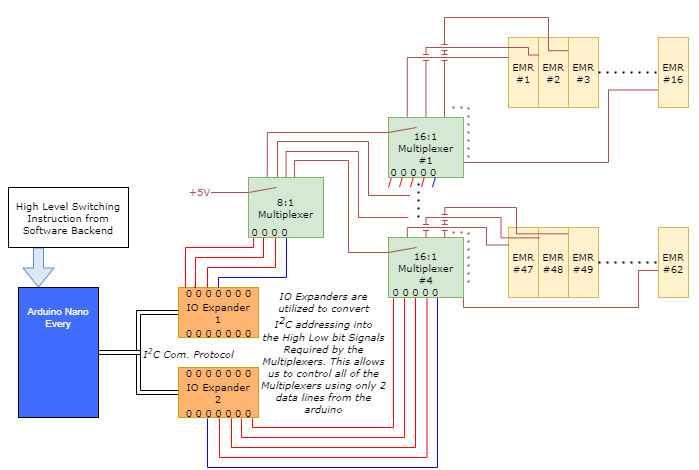 High Level Switching
Instruction from
Software Backend
Arduino Nano
Every
I2C Com. Protocol
+5V
8:1
Multiplexer
0 0 0 0
0 0 0 0 0 0 0
IO Expander
1
0 0 0 0 0 0 0
0 0 0 0 0 0 0
IO Expander
2
0 0 0 0 0 0 0
IO Expanders are
utilized to convert
I2C addressing into
the High Low bit Signals
Required by the
Multiplexers. This allows
us to control all of the
Multiplexers using only 2
data lines from the
arduino
16:1
Multiplexer
#1
0 0 0 0 0
16:1
Multiplexer
#4
0 0 0 0 0
EMR
#1
EMR
#2
EMR
#3
EMR
#16
EMR
#47
EMR
#48
EMR
#49
EMR
#62